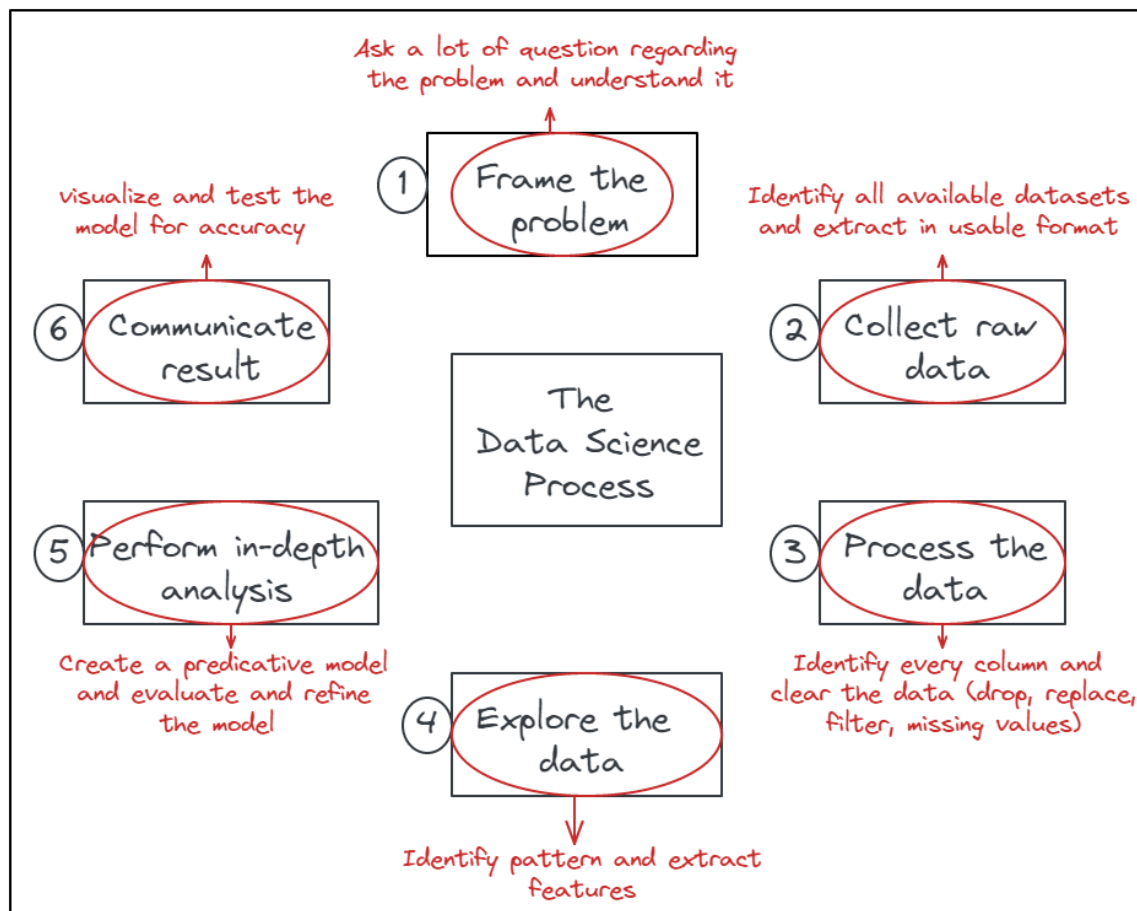 Ask a lot of question regarding
the problem and understand it
1
Frame the
problem
Identify all available datasets
and extract in usable format
2
Collect raw
data
3
Process the
data
Identify every column and
clear the data (drop, replace,
filter, missing values)
4
Explore the
data
Identify pattern and extract
features
5
Perform in-depth
analysis
Create a predicative model
and evaluate and refine
the model
visualize and test the
model for accuracy
6
Communicate
result
The
Data Science
Process